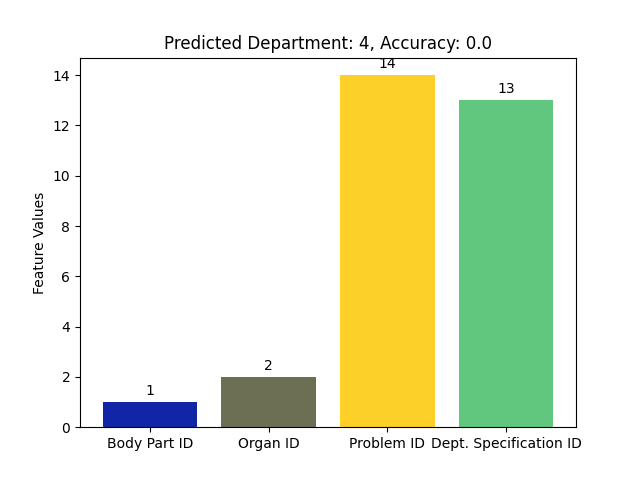 Predicted Department: 4, Accuracy: 0.0
14
12
10
8
6
4
2
0
Feature Values
1
2
14
13
Body Part ID
Organ ID
Problem ID
Dept. Specification ID